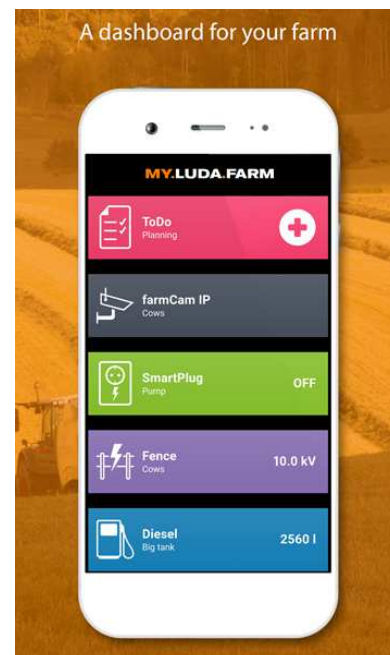 A dashboard for your farm
MY.LUDA.FARM
ToDo
Planning
farmCam IP
Cows
SmartPlug
Pump
OFF
Fence
Cows
10.0 kV
Diesel
Big tank
2560 l